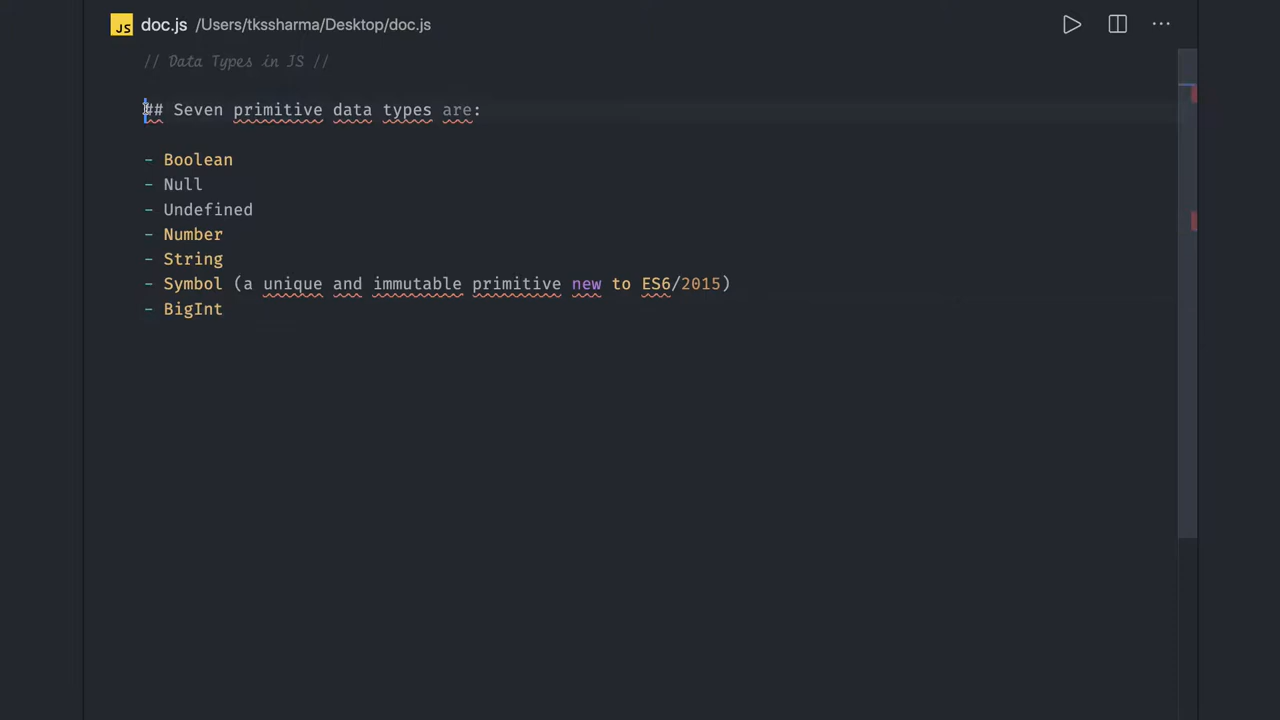 JS doc.js /Users/tkssharma/Desktop/doc.js ...
// Data Types in JS //
## Seven primitive data types are:
- Boolean
- Null
- Undefined
- Number
- String
- Symbol (a unique and immutable primitive new to ES6/2015)
- BigInt